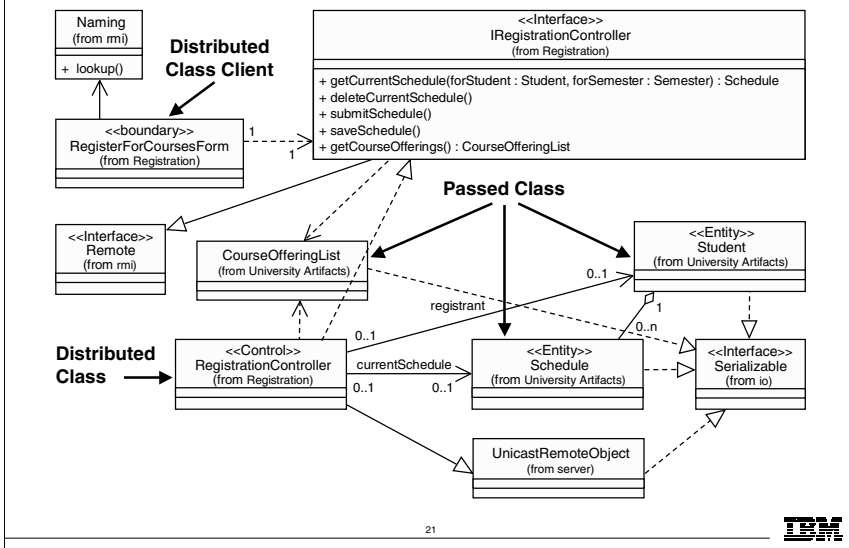 Naming
(from rmi)
+ lookup()
Distributed
Class Client
<<Interface>>
IRegistrationController
(from Registration)
+ getCurrentSchedule(forStudent : Student, forSemester : Semester) : Schedule
+ deleteCurrentSchedule()
+ submitSchedule()
+ saveSchedule()
+ getCourseOfferings() : CourseOfferingList
<<boundary>>
RegisterForCoursesForm
(from Registration)
1
1
Passed Class
<<Interface>>
Remote
(from rmi)
CourseOfferingList
(from University Artifacts)
<<Entity>>
Student
(from University Artifacts)
0..1
registrant
1
0..n
0..1
Distributed
Class
<<Control>>
RegistrationController
(from Registration)
currentSchedule
0..1
0..1
<<Entity>>
Schedule
(from University Artifacts)
<<Interface>>
Serializable
(from io)
UnicastRemoteObject
(from server)
21
IBM